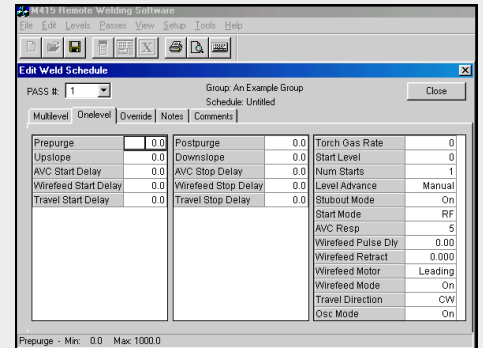 M415 Remote Welding Software
File Edit Levels Passes View Setup Tools Help
Edit Weld Schedule
PASS #: 1
Group: An Example Group
Schedule: Untitled
Close
Multilevel Onelevel Override Notes Comments
Prepurge 0.0
Upslope 0.0
AVC Start Delay 0.0
Wirefeed Start Delay 0.0
Travel Start Delay 0.0
Postpurge 0.0
Downslope 0.0
AVC Stop Delay 0.0
Wirefeed Stop Delay 0.0
Travel Stop Delay 0.0
Torch Gas Rate 0
Start Level 0
Num Starts 1
Level Advance Manual
Stubout Mode On
Start Mode RF
AVC Resp 5
Wirefeed Pulse Dly 0.00
Wirefeed Retract 0.000
Wirefeed Motor Leading
Wirefeed Mode On
Travel Direction CW
Osc Mode On
Prepurge - Min: 0.0 Max: 1000.0